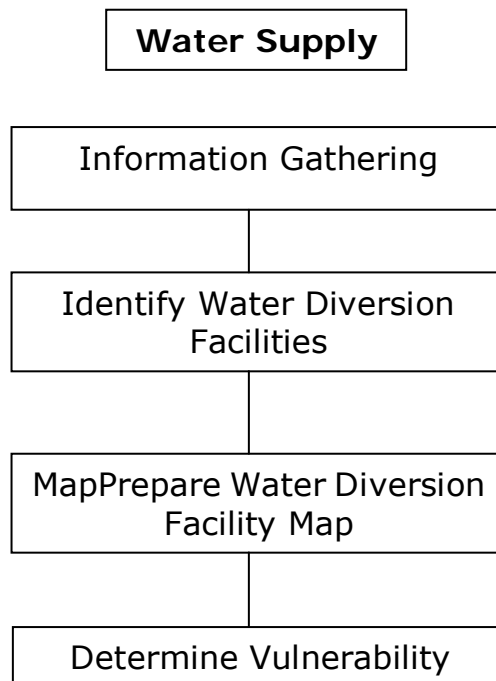 Water Supply
Information Gathering
Identify Water Diversion
Facilities
MapPrepare Water Diversion
Facility Map
Determine Vulnerability